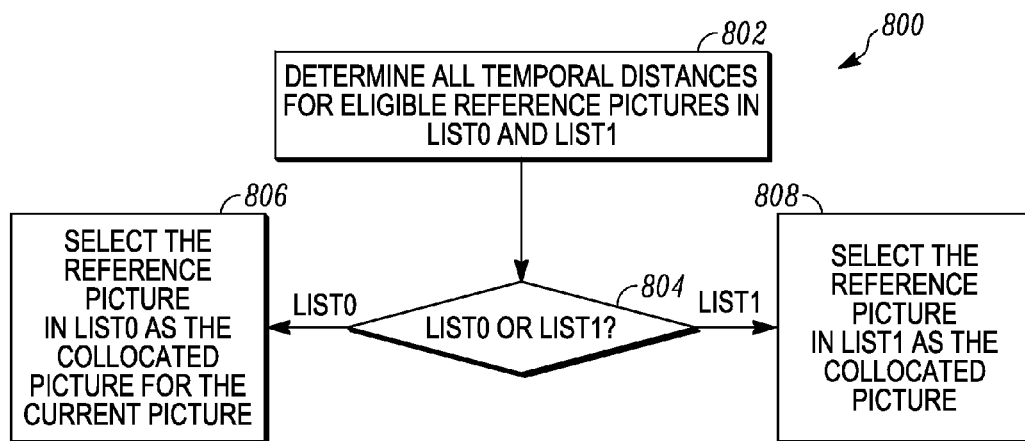 802
800
DETERMINE ALL TEMPORAL DISTANCES
FOR ELIGIBLE REFERENCE PICTURES IN
LIST0 AND LIST1
806
SELECT THE
REFERENCE
PICTURE
IN LIST0 AS THE
COLLOCATED
PICTURE FOR THE
CURRENT PICTURE
LIST0
804
LIST0 OR LIST1?
LIST1
808
SELECT THE
REFERENCE
PICTURE
IN LIST1 AS THE
COLLOCATED
PICTURE